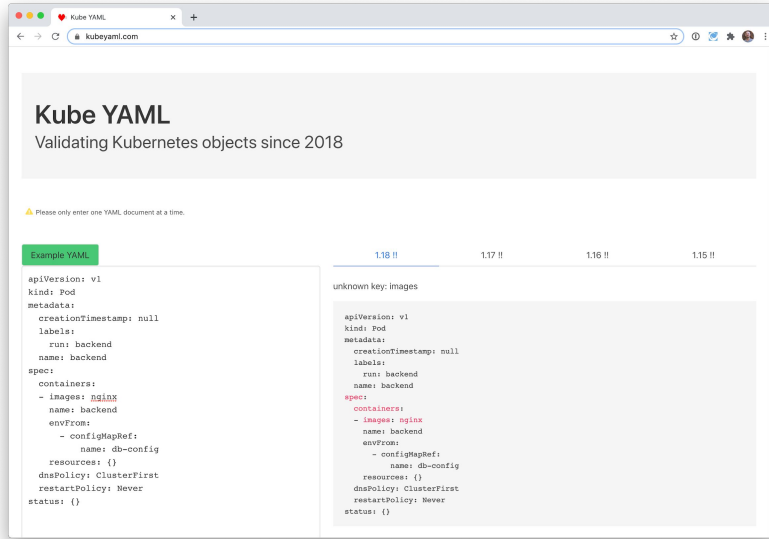 Kube YAML
kubeyaml.com
Kube YAML
Validating Kubernetes objects since 2018
Please only enter one YAML document at a time.
Example YAML
1.18 !! 1.17 !! 1.16 !! 1.15 !!
apiVersion: v1
kind: Pod
metadata:
  creationTimestamp: null
  labels:
    run: backend
  name: backend
spec:
  containers:
  - images: nginx
    name: backend
    envFrom:
      - configMapRef:
          name: db-config
    resources: {}
  dnsPolicy: ClusterFirst
  restartPolicy: Never
status: {}
unknown key: images
apiVersion: v1
kind: Pod
metadata:
  creationTimestamp: null
  labels:
    run: backend
  name: backend
spec:
  containers:
  - images: nginx
    name: backend
    envFrom:
      - configMapRef:
          name: db-config
    resources: {}
  dnsPolicy: ClusterFirst
  restartPolicy: Never
status: {}